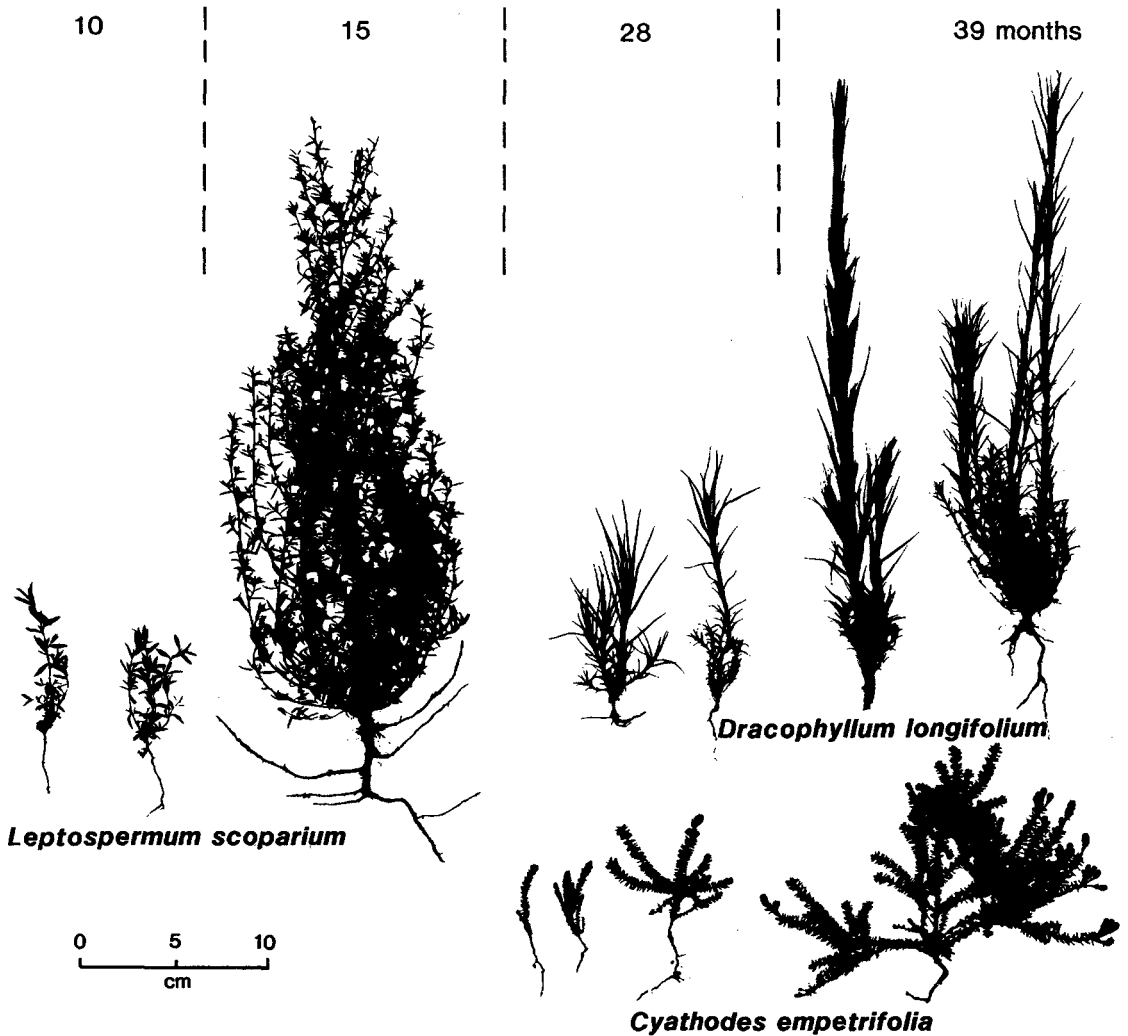 10 15 28 39 months
Dracophyllum longifolium
Leptospermum scoparium
0 5 10
cm
Cyathodes empetrifolia